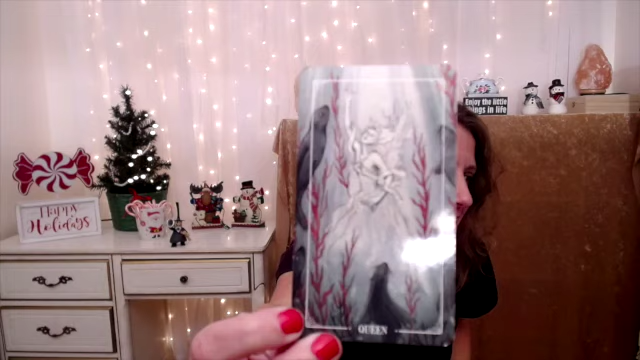 Enjoy the little
things in life
Happy
Holidays
QUEEN